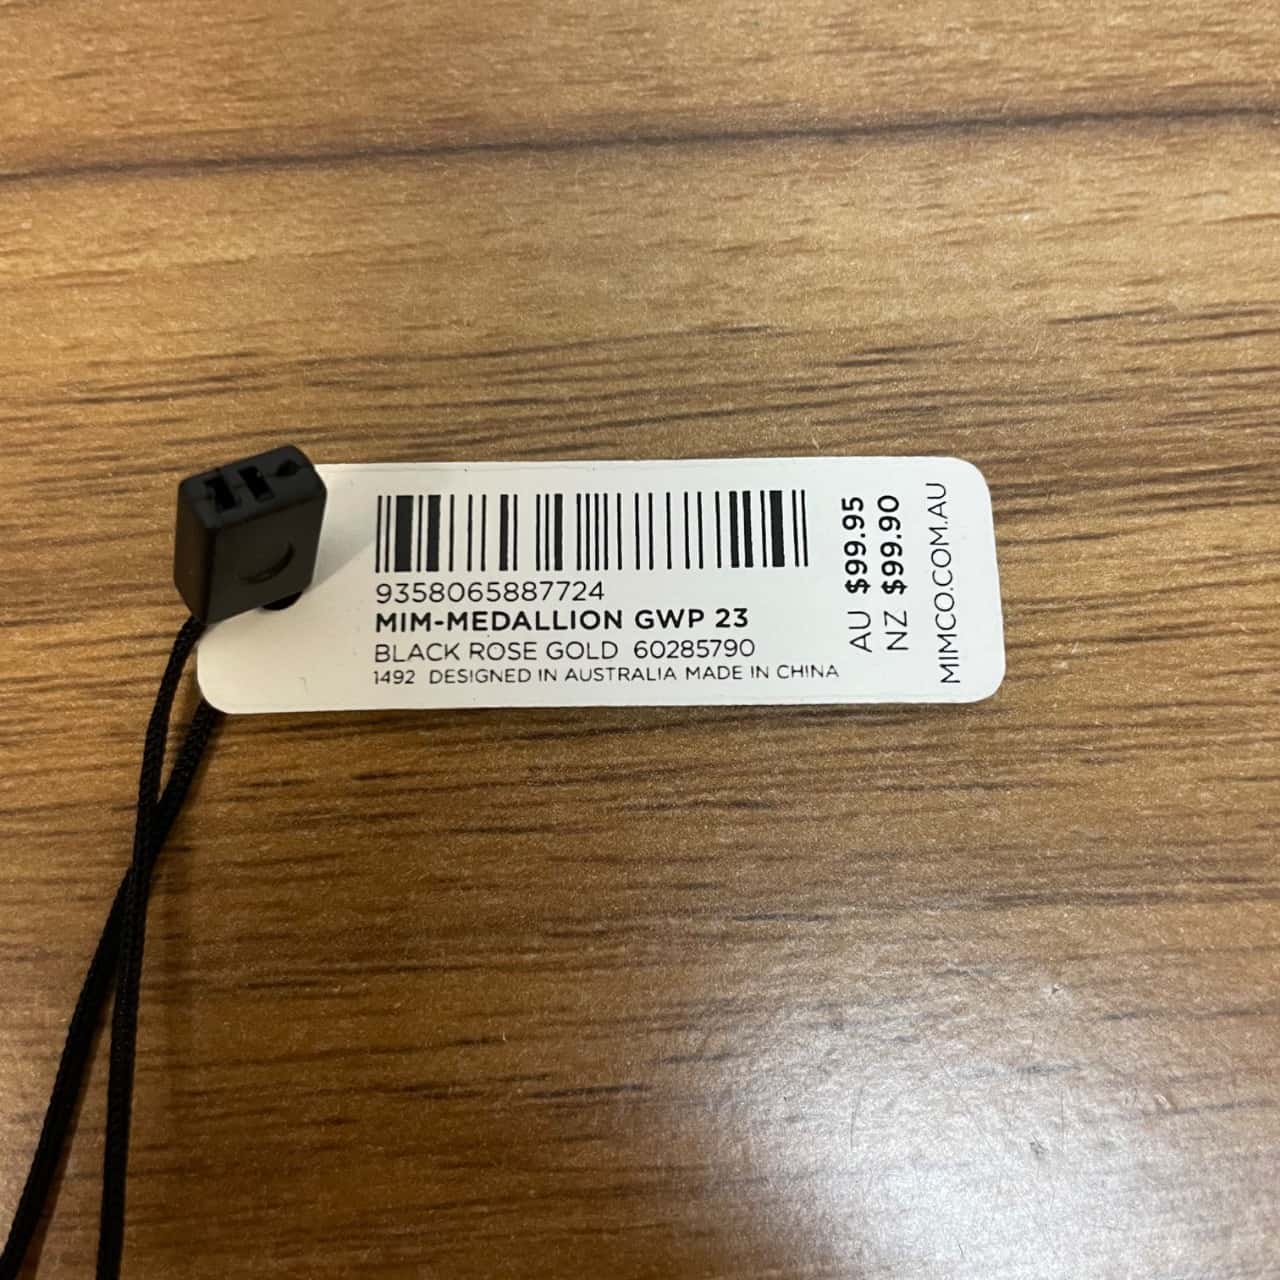 9358065887724
MIM-MEDALLION GWP 23
BLACK ROSE GOLD 60285790
1492 DESIGNED IN AUSTRALIA MADE IN CHINA
AU $99.95
NZ $99.90
MIMCO.COM.AU